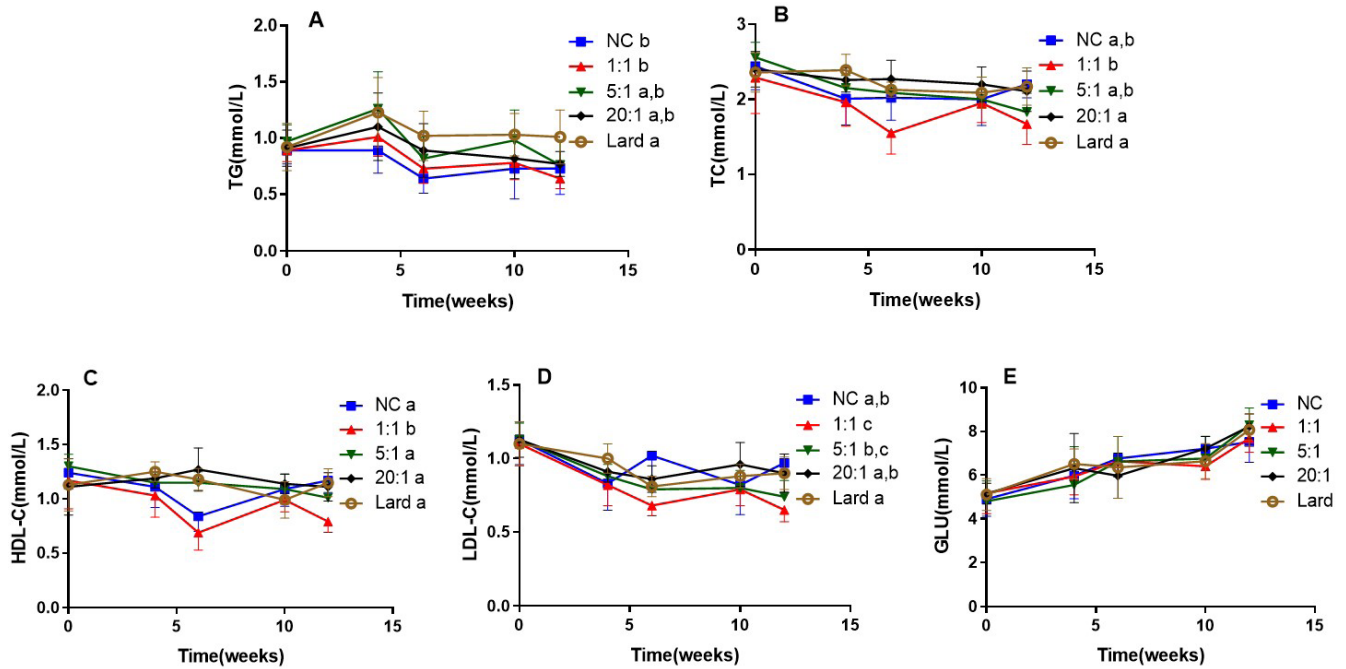 A
TG(mmol/L)
2.0
1.5
1.0
0.5
0.0
0
5
10
15
Time(weeks)
NC b
1:1 b
5:1 a,b
20:1 a,b
Lard a
B
TC(mmol/L)
3
2
1
0
0
5
10
15
Time(weeks)
NC a,b
1:1 b
5:1 a,b
20:1 a
Lard a
C
HDL-C(mmol/L)
2.0
1.5
1.0
0.5
0.0
0
5
10
15
Time(weeks)
NC a
1:1 b
5:1 a
20:1 a
Lard a
D
LDL-C(mmol/L)
1.5
1.0
0.5
0.0
0
5
10
15
Time(weeks)
NC a,b
1:1 c
5:1 b,c
20:1 a,b
Lard a
E
GLU(mmol/L)
10
8
6
4
2
0
0
5
10
15
Time(weeks)
NC
1:1
5:1
20:1
Lard